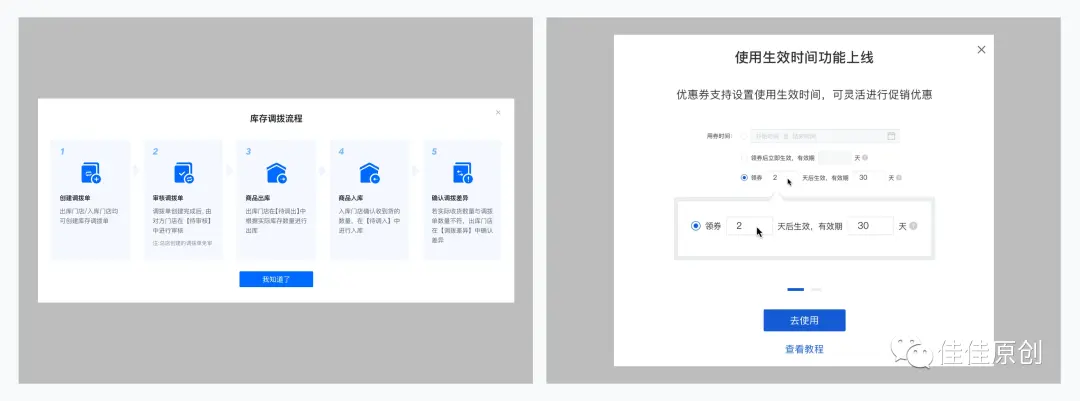 库存调拨流程
1
创建调拨单
出库门店/入库门店均
可创建库存调拨单
2
审核调拨单
调拨单创建完成后, 由
对方门店在【待审核】
中进行审核
注:总店创建的调拨单免审
3
商品出库
出库门店在【待调出】中
根据实际库存数量进行
出库
4
商品入库
入库门店确认收到货的
数量, 在【待调入】中
进行入库
5
确认调拨差异
若实际收货数量与调拨
单数量不符, 出库门店
在【调拨差异】中确认
差异
我知道了
使用生效时间功能上线
优惠券支持设置使用生效时间，可灵活进行促销优惠
用券时间:
开始时间 至 结束时间
领券后立即生效，有效期 天
领券 2 天后生效，有效期 30 天
领券 2 天后生效，有效期 30 天
去使用
查看教程
佳佳原创